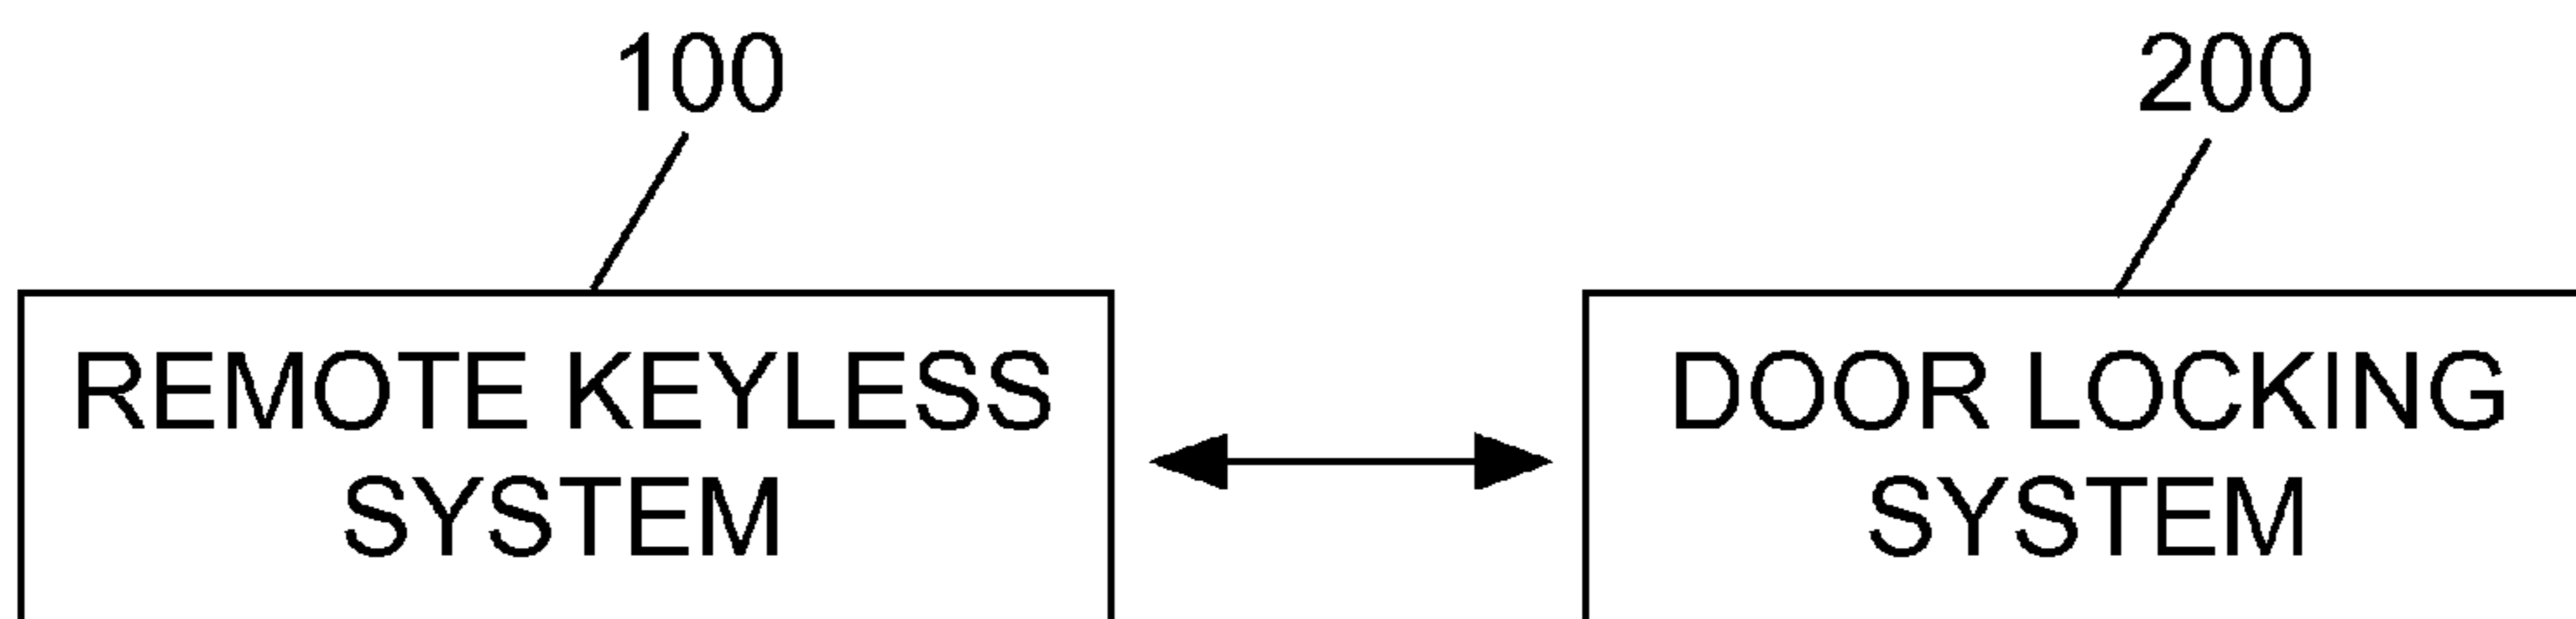 100
200
REMOTE KEYLESS
SYSTEM
DOOR LOCKING
SYSTEM